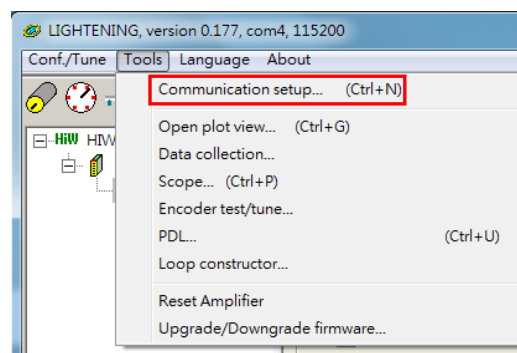 LIGHTENING, version 0.177, com4, 115200
Conf./Tune Tools Language About
Communication setup... (Ctrl+N)
Open plot view... (Ctrl+G)
HiW HIW
Data collection...
Scope... (Ctrl+P)
Encoder test/tune...
PDL... (Ctrl+U)
Loop constructor...
Reset Amplifier
Upgrade/Downgrade firmware...